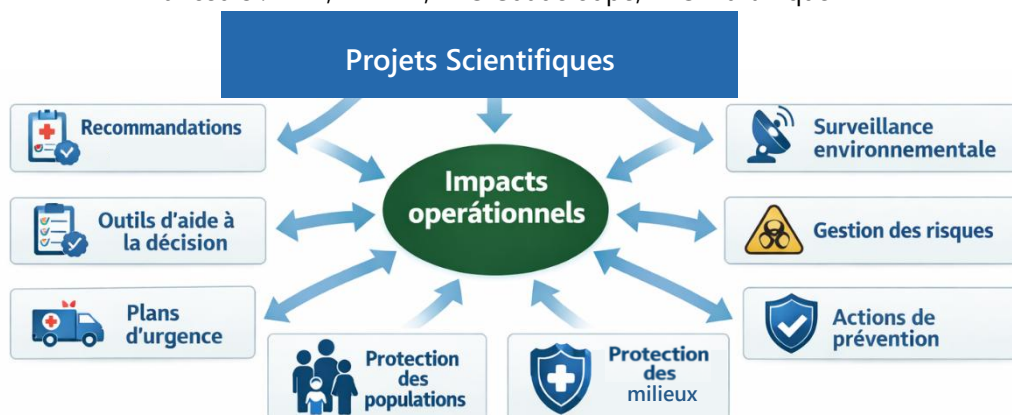 Projets Scientifiques
Recommandations
Surveillance
environnementale
Impacts
operétionnels
Outils d'aide à
la décision
Gestion des risques
Plans
d'urgence
Actions de
prévention
Protection
des
populations
Protection
des
milieux